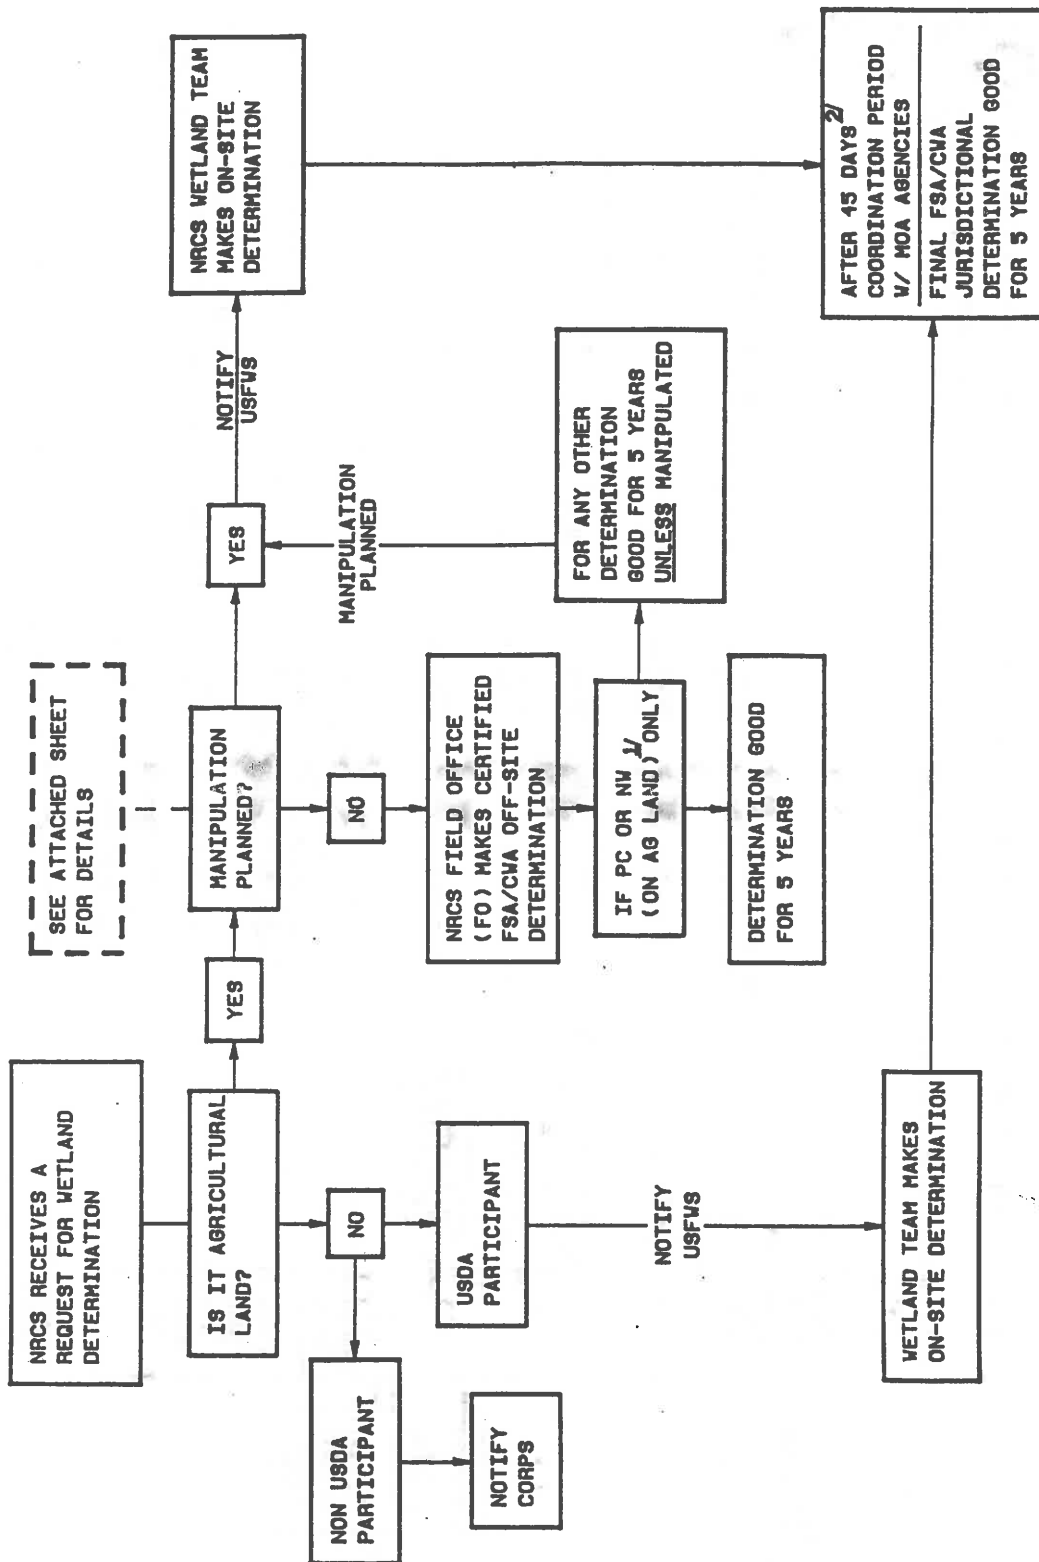 NRCS RECEIVES A
REQUEST FOR WETLAND
DETERMINATION
IS IT AGRICULTURAL
LAND?
YES
SEE ATTACHED SHEET
FOR DETAILS
MANIPULATION
PLANNED?
YES
NOTIFY
USFWS
NRCS WETLAND TEAM
MAKES ON-SITE
DETERMINATION
NO
NON USDA
PARTICIPANT
NOTIFY
CORPS
USDA
PARTICIPANT
NOTIFY
USFWS
WETLAND TEAM MAKES
ON-SITE DETERMINATION
NO
NRCS FIELD OFFICE
(FO) MAKES CERTIFIED
FSA/CWA OFF-SITE
DETERMINATION
IF PC OR NW 1/
(ON AG LAND) ONLY
DETERMINATION GOOD
FOR 5 YEARS
MANIPULATION
PLANNED
FOR ANY OTHER
DETERMINATION
GOOD FOR 5 YEARS
UNLESS MANIPULATED
AFTER 45 DAYS 2/
COORDINATION PERIOD
W/ MOA AGENCIES
FINAL FSA/CWA
JURISDICTIONAL
DETERMINATION GOOD
FOR 5 YEARS